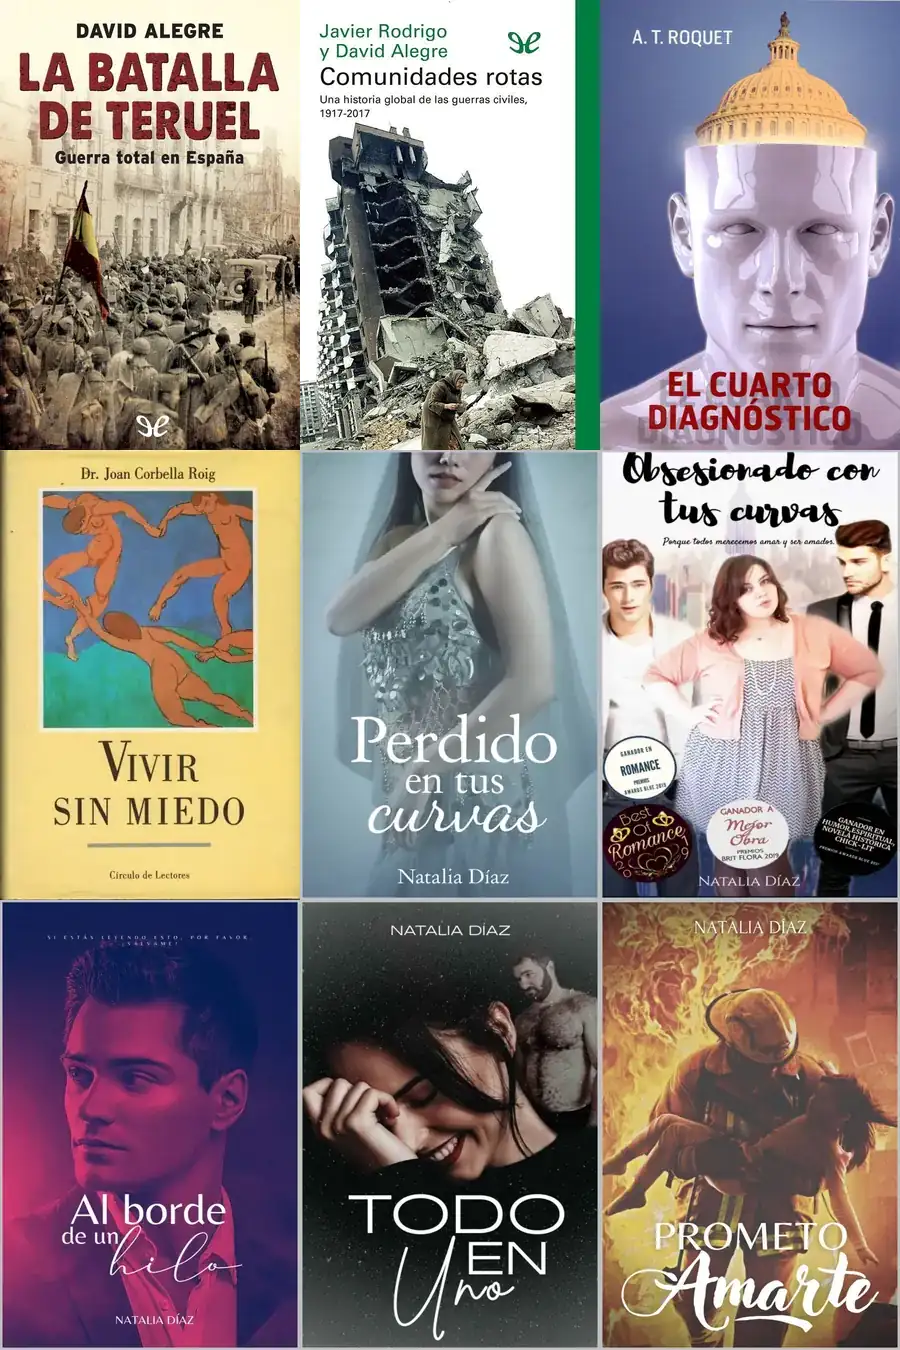 DAVID ALEGRE
LA BATALLA
DE TERUEL
Guerra total en España
Javier Rodrigo
y David Alegre
Comunidades rotas
Una historia global de las guerras civiles,
1917-2017
A. T. ROQUET
EL CUARTO
DIAGNÓSTICO
Dr. Joan Corbella Roig
VIVIR
SIN MIEDO
Círculo de Lectores
Perdido
en tus
curvas
Natalia Díaz
Obsesionado con
tus curvas
Porque todos merecemos amar y ser amados.
GANADOR EN
ROMANCE
PREMIOS
AWARDS BLUE 2019
Best
Of
Romance
GANADOR A
Mejor
Obra
PREMIOS
BRIT FLORA 2019
GANADOR EN
HUMOR, ESPIRITUAL,
NOVELA HISTÓRICA
CHICK-LIT
NATALIA DÍAZ
SI ESTÁS LEYENDO ESTO, POR FAVOR,
¡SÁLVAME!
Al borde
de un
hilo
NATALIA DÍAZ
NATALIA DÍAZ
TODO
EN
Uno
NATALIA DÍAZ
PROMETO
Amarte